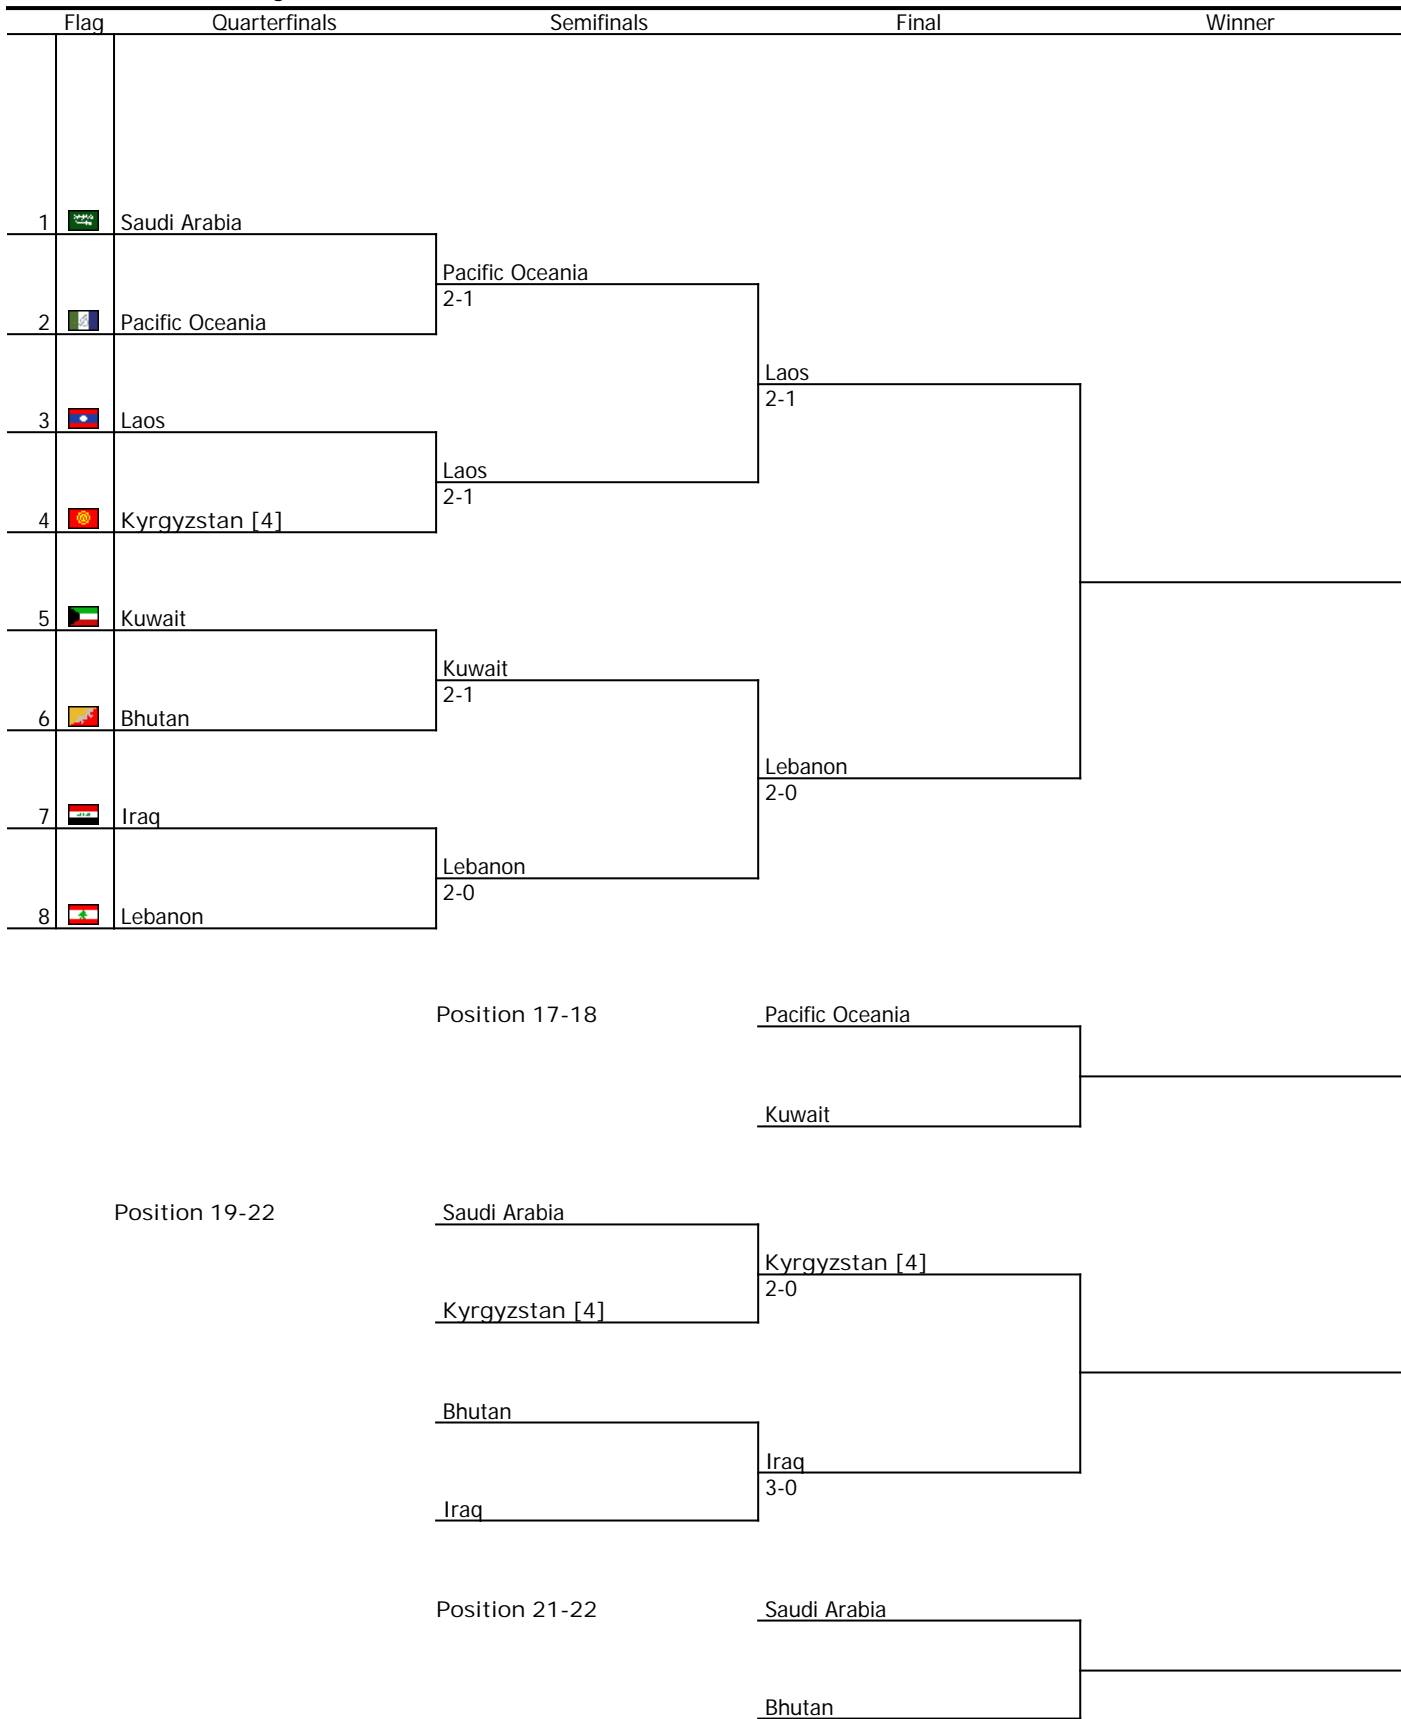 Flag Quarterfinals Semifinals Final Winner
1 Saudi Arabia
Pacific Oceania
2-1
2 Pacific Oceania
Laos
2-1
3 Laos
Laos
2-1
4 Kyrgyzstan [4]
5 Kuwait
Kuwait
2-1
6 Bhutan
Lebanon
2-0
7 Iraq
Lebanon
2-0
8 Lebanon
Position 17-18 Pacific Oceania
Kuwait
Position 19-22 Saudi Arabia
Kyrgyzstan [4]
2-0
Kyrgyzstan [4]
Bhutan
Iraq
3-0
Iraq
Position 21-22 Saudi Arabia
Bhutan